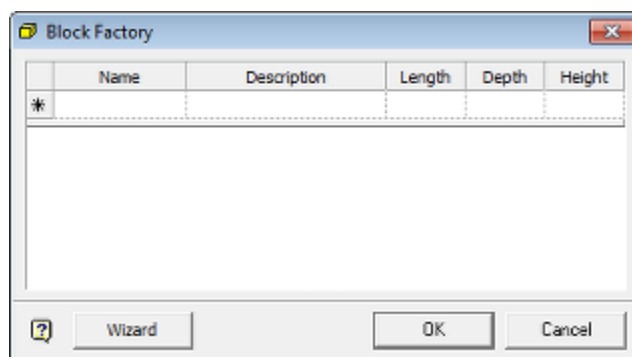 Block Factory
Name Description Length Depth Height
*
? Wizard OK Cancel